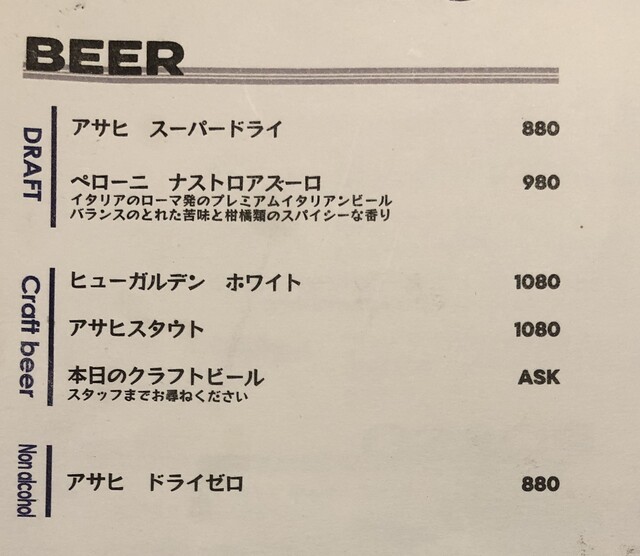 BEER
DRAFT
アサヒ スーパードライ 880
ペローニ ナストロアズーロ 980
イタリアのローマ発のプレミアムイタリアンビール
バランスのとれた苦味と柑橘類のスパイシーな香り
Craft beer
ヒューガルデン ホワイト 1080
アサヒスタウト 1080
本日のクラフトビール ASK
スタッフまでお尋ねください
Non alcohol
アサヒ ドライゼロ 880